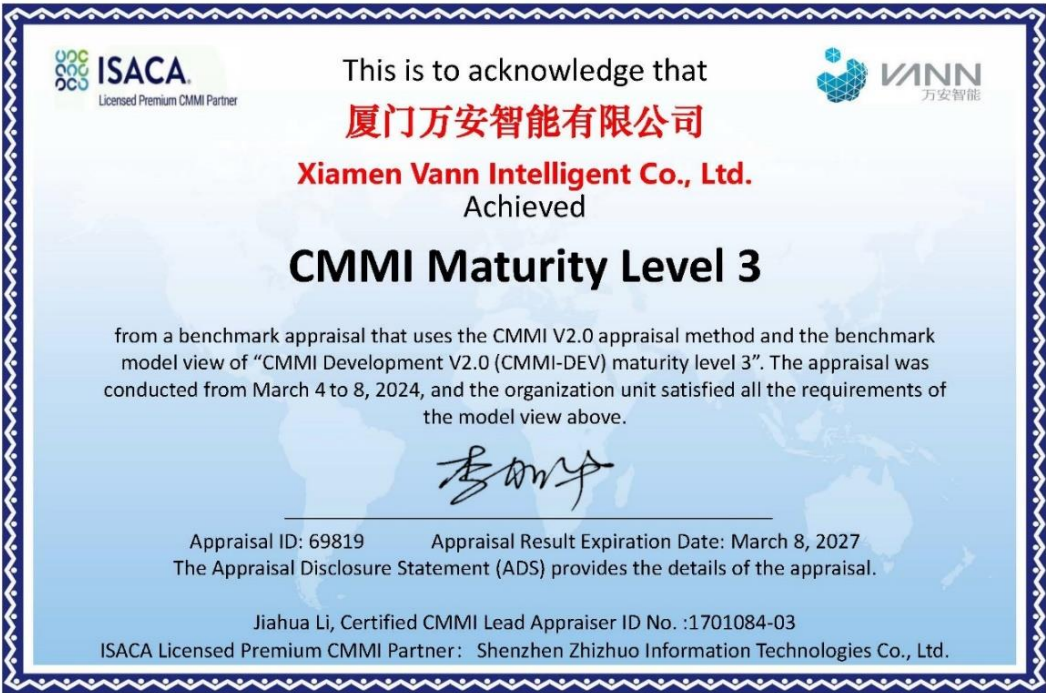 ISACA.
Licensed Premium CMMI Partner
VANN
万安智能
This is to acknowledge that
厦门万安智能有限公司
Xiamen Vann Intelligent Co., Ltd.
Achieved
CMMI Maturity Level 3
from a benchmark appraisal that uses the CMMI V2.0 appraisal method and the benchmark
model view of “CMMI Development V2.0 (CMMI-DEV) maturity level 3”. The appraisal was
conducted from March 4 to 8, 2024, and the organization unit satisfied all the requirements of
the model view above.
李加华
Appraisal ID: 69819 Appraisal Result Expiration Date: March 8, 2027
The Appraisal Disclosure Statement (ADS) provides the details of the appraisal.
Jiahua Li, Certified CMMI Lead Appraiser ID No. :1701084-03
ISACA Licensed Premium CMMI Partner： Shenzhen Zhizhuo Information Technologies Co., Ltd.